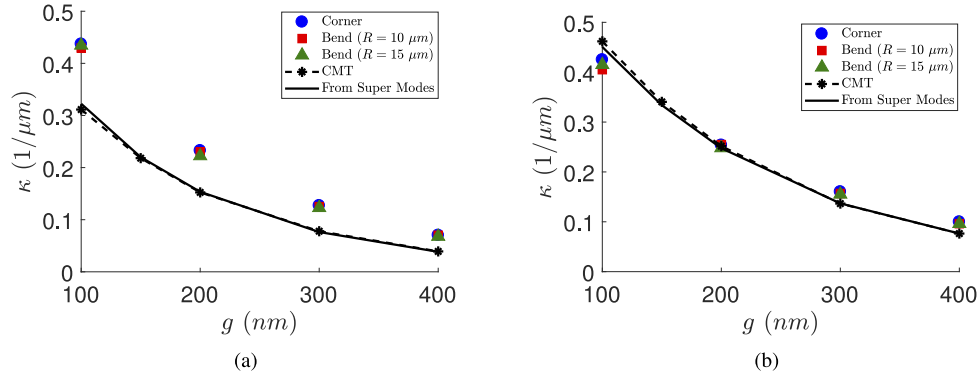 0.5
0.4
0.3
0.2
0.1
0
κ (1/μm)
100 200 300 400
g (nm)
Corner
Bend (R = 10 μm)
Bend (R = 15 μm)
CMT
From Super Modes
(a)
0.5
0.4
0.3
0.2
0.1
0
κ (1/μm)
100 200 300 400
g (nm)
Corner
Bend (R = 10 μm)
Bend (R = 15 μm)
CMT
From Super Modes
(b)